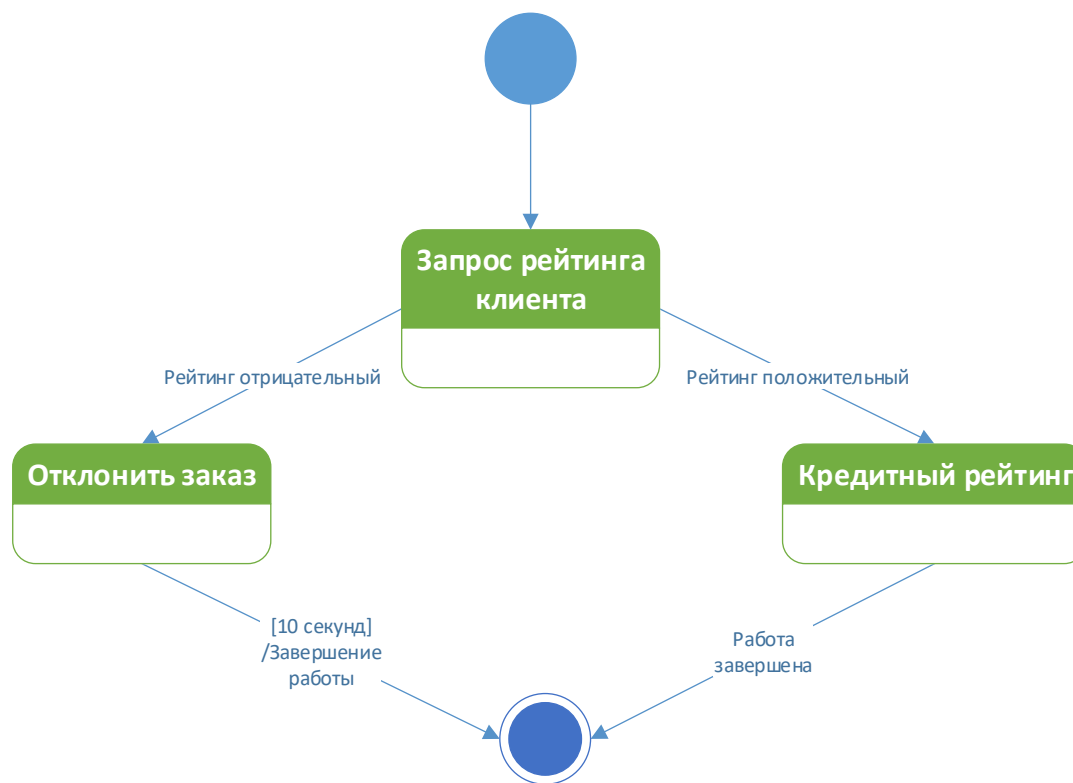 Запрос рейтинга
клиента
Рейтинг отрицательный
Рейтинг положительный
Отклонить заказ
Кредитный рейтинг
[10 секунд]
/Завершение
работы
Работа
завершена